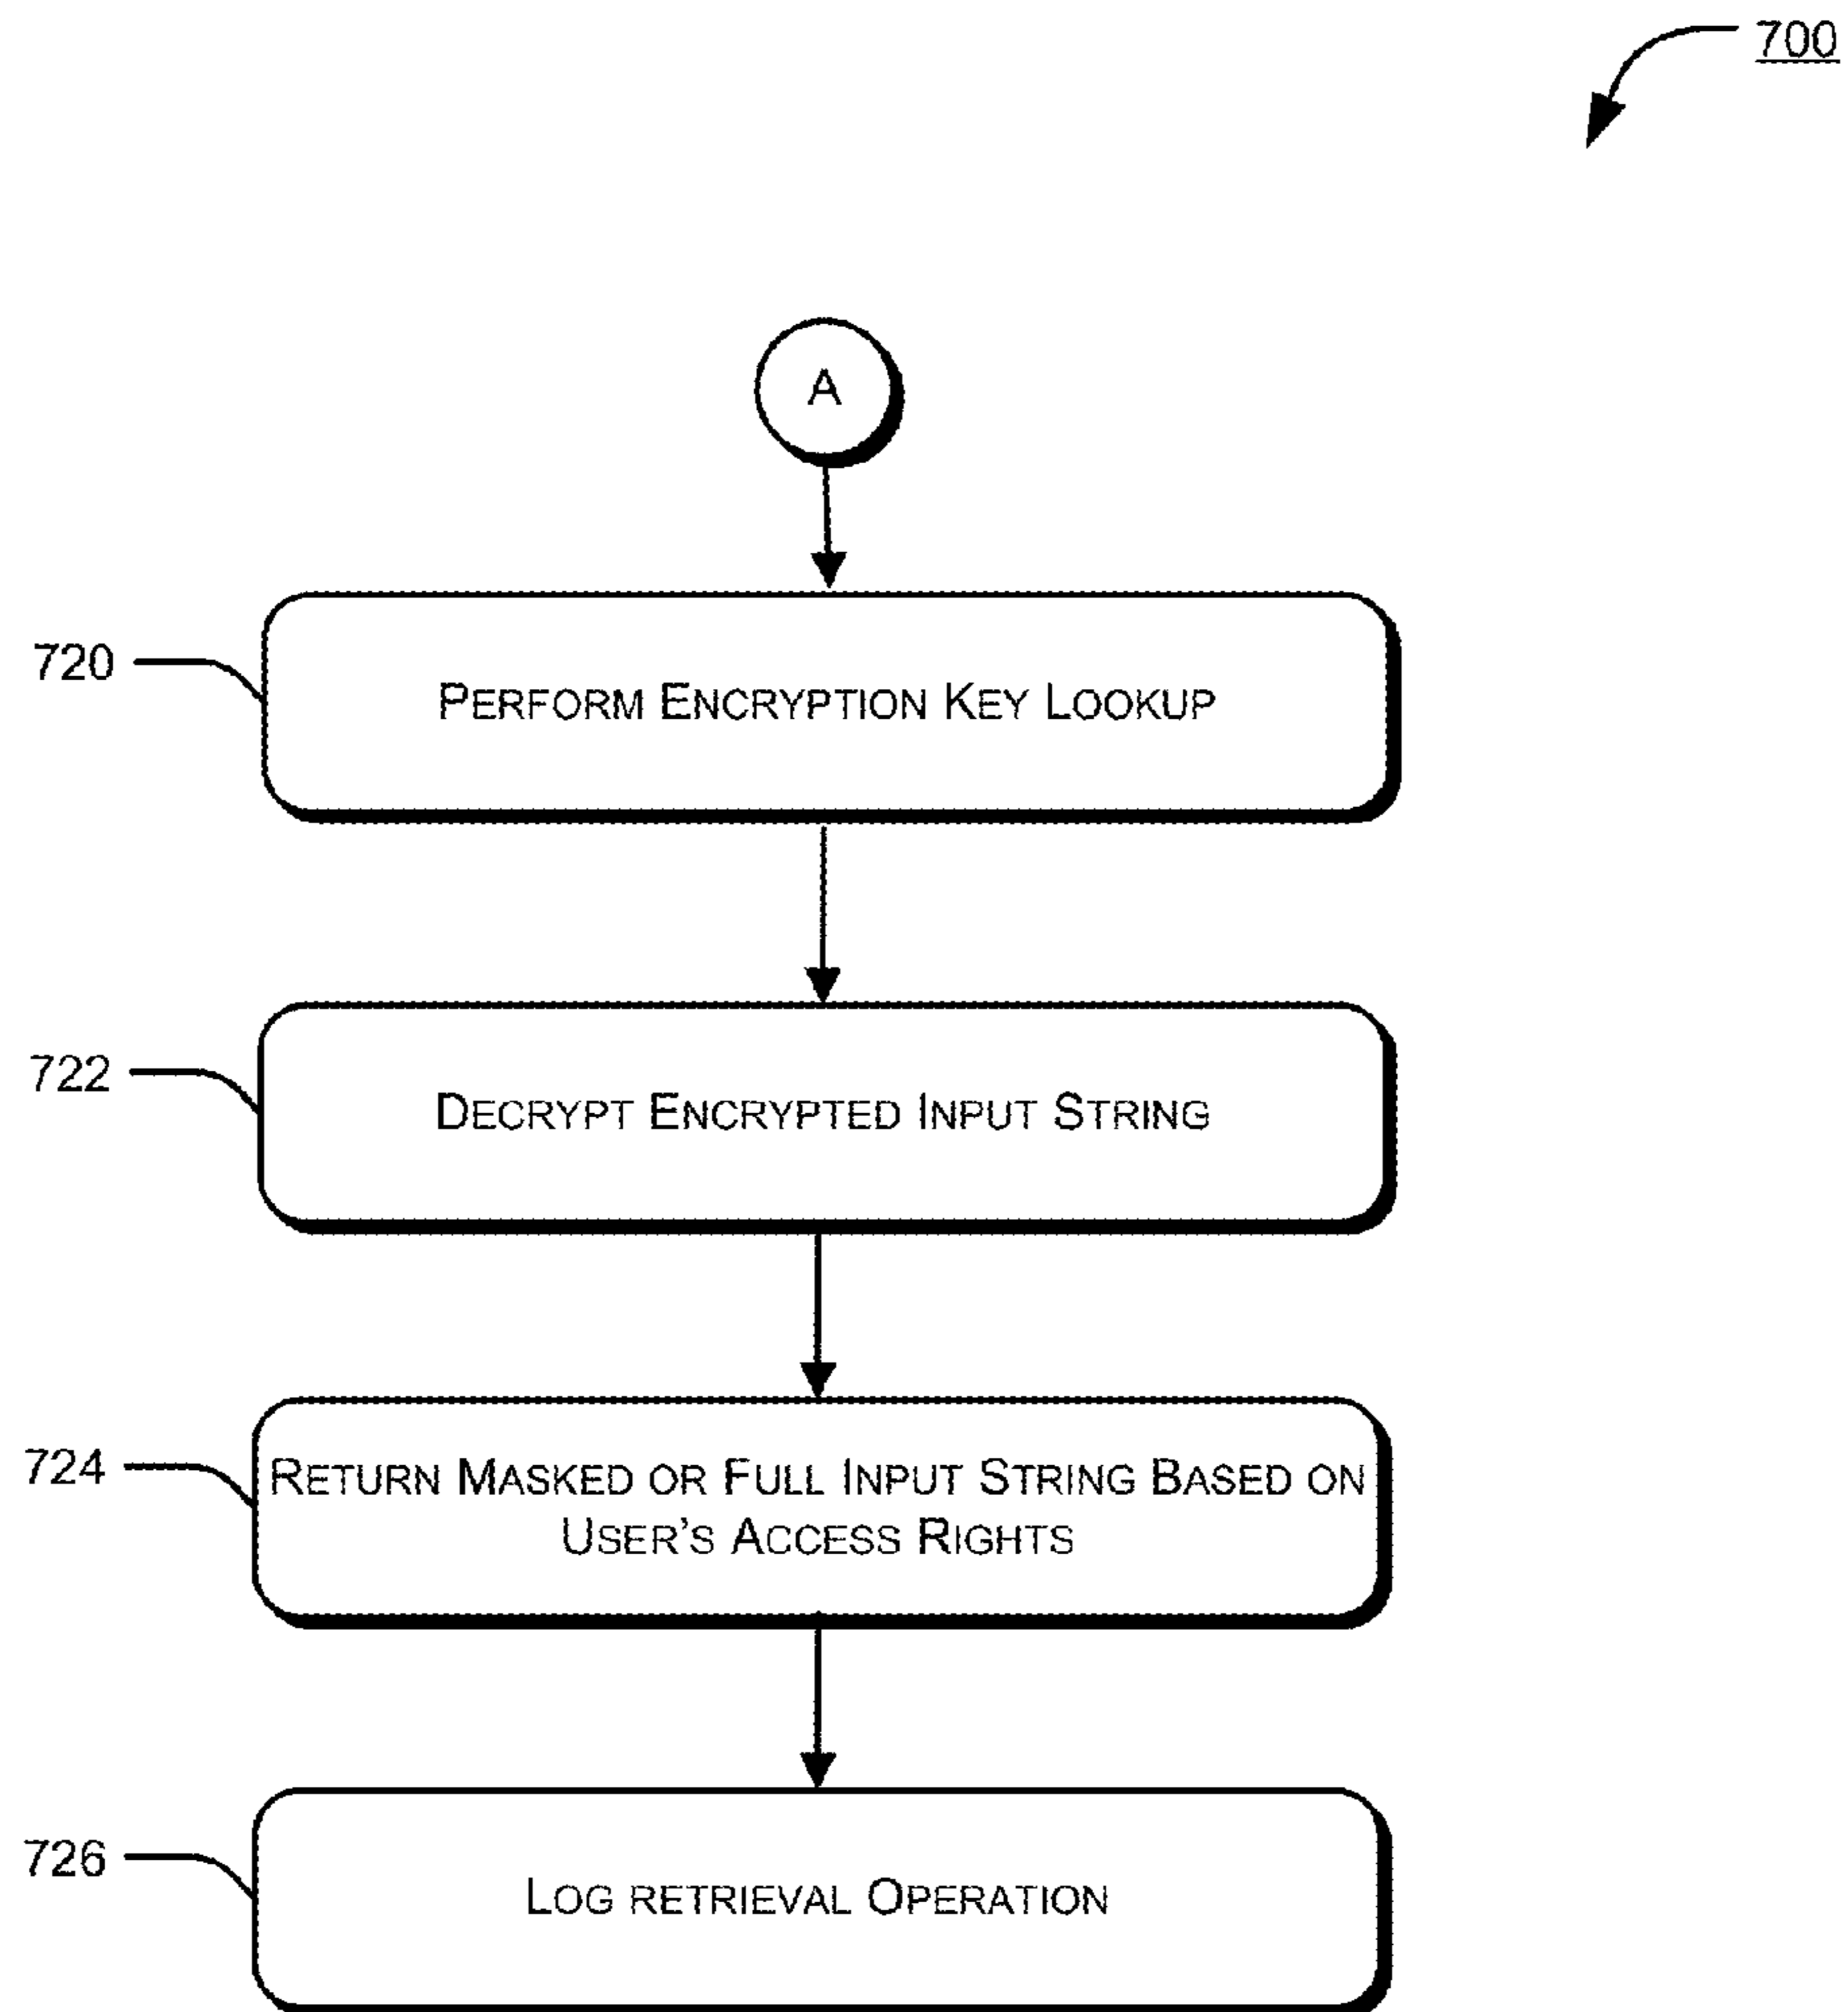 700
A
720
PERFORM ENCRYPTION KEY LOOKUP
722
DECRYPT ENCRYPTED INPUT STRING
724
RETURN MASKED OR FULL INPUT STRING BASED ON
USER'S ACCESS RIGHTS
726
LOG RETRIEVAL OPERATION